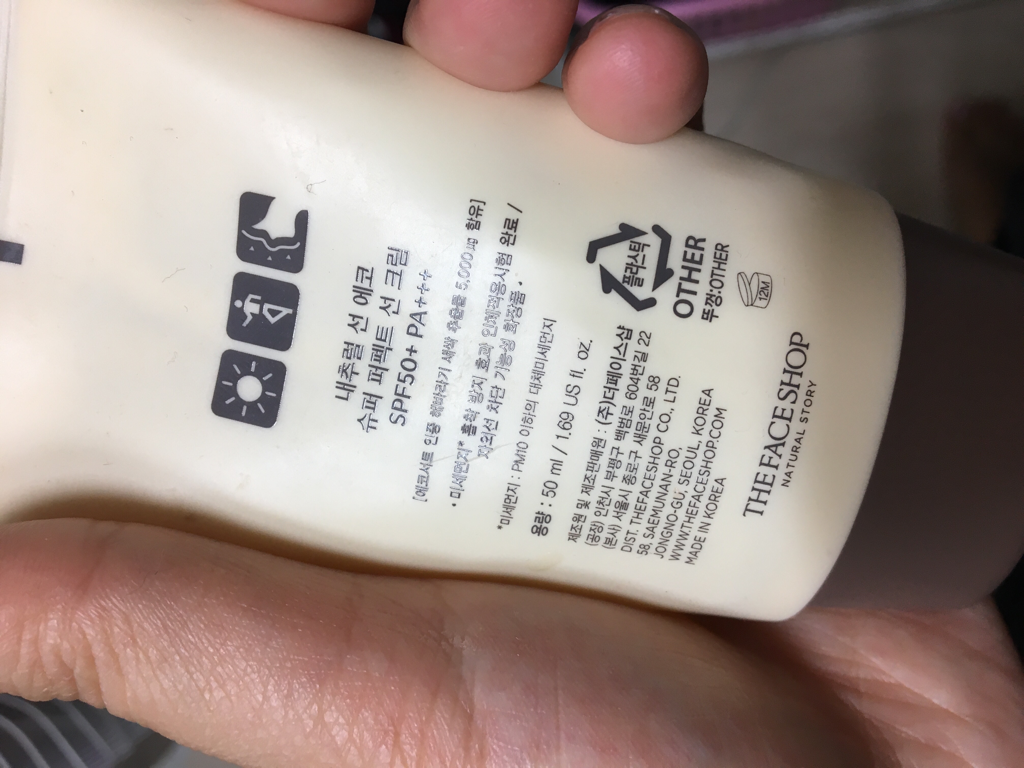 내추럴 선 에코
슈퍼 퍼펙트 선 크림
SPF50+ PA+++
[에코서트 인증 해바라기 새싹 추출물 5,000㎍ 함유]
• 미세먼지* 흡착 방지 효과 인체적용시험 완료 /
자외선 차단 기능성 화장품 •
*미세먼지 : PM10 이하의 대체미세먼지
용량 : 50 ml / 1.69 US fl. oz.
제조원 및 제조판매원 : (주)더페이스샵
(공장) 인천시 부평구 백범로 604번길 22
(본사) 서울시 종로구 새문안로 58
DIST. THEFACESHOP CO., LTD.
58, SAEMUNAN-RO,
JONGNO-GU, SEOUL, KOREA
WWW.THEFACESHOP.COM
MADE IN KOREA
플라스틱
OTHER
뚜껑:OTHER
12M
THE FACE SHOP
NATURAL STORY